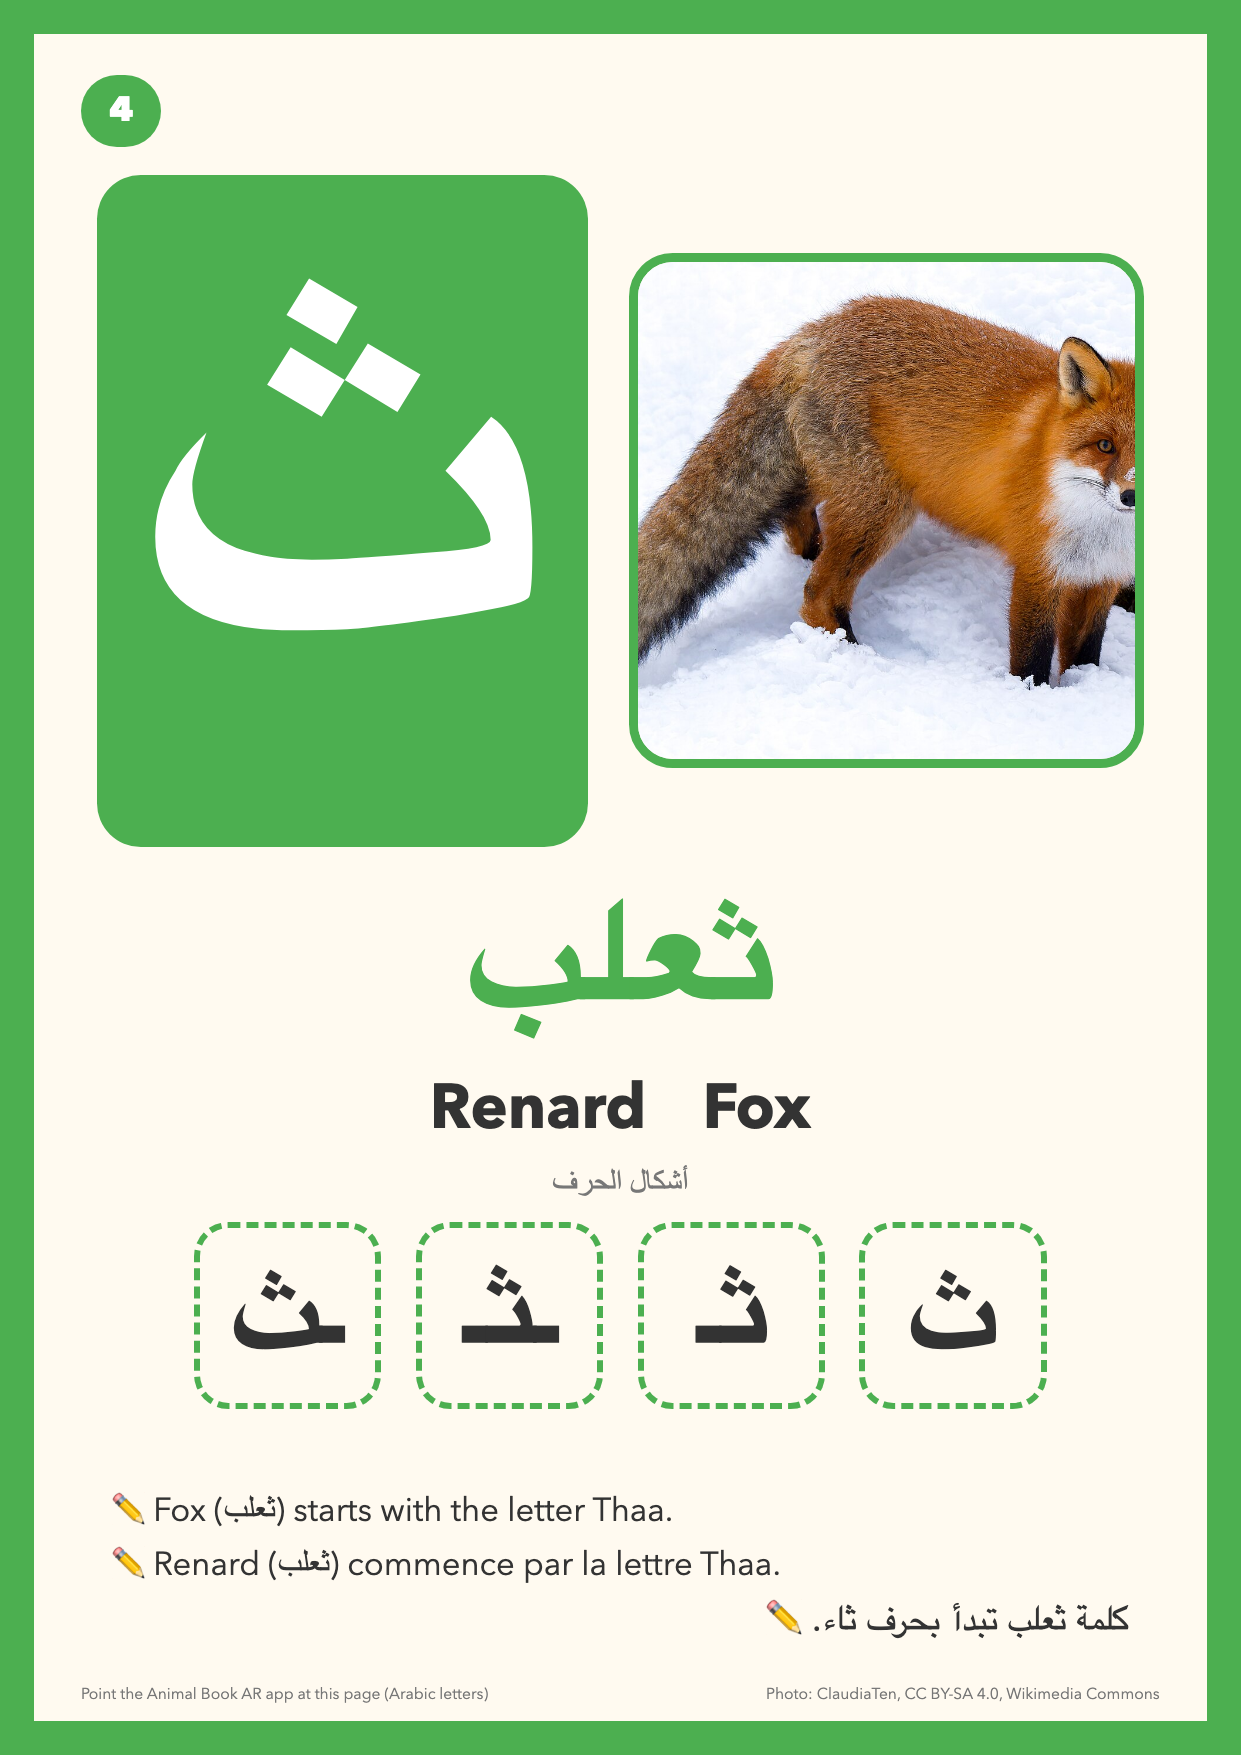 4
ث
ثعلب
Renard Fox
أشكال الحرف
ث ثـ ـثـ ـث
✏️ Fox (ثعلب) starts with the letter Thaa.
✏️ Renard (ثعلب) commence par la lettre Thaa.
كلمة ثعلب تبدأ بحرف ثاء. ✏️
Point the Animal Book AR app at this page (Arabic letters)
Photo: ClaudiaTen, CC BY-SA 4.0, Wikimedia Commons